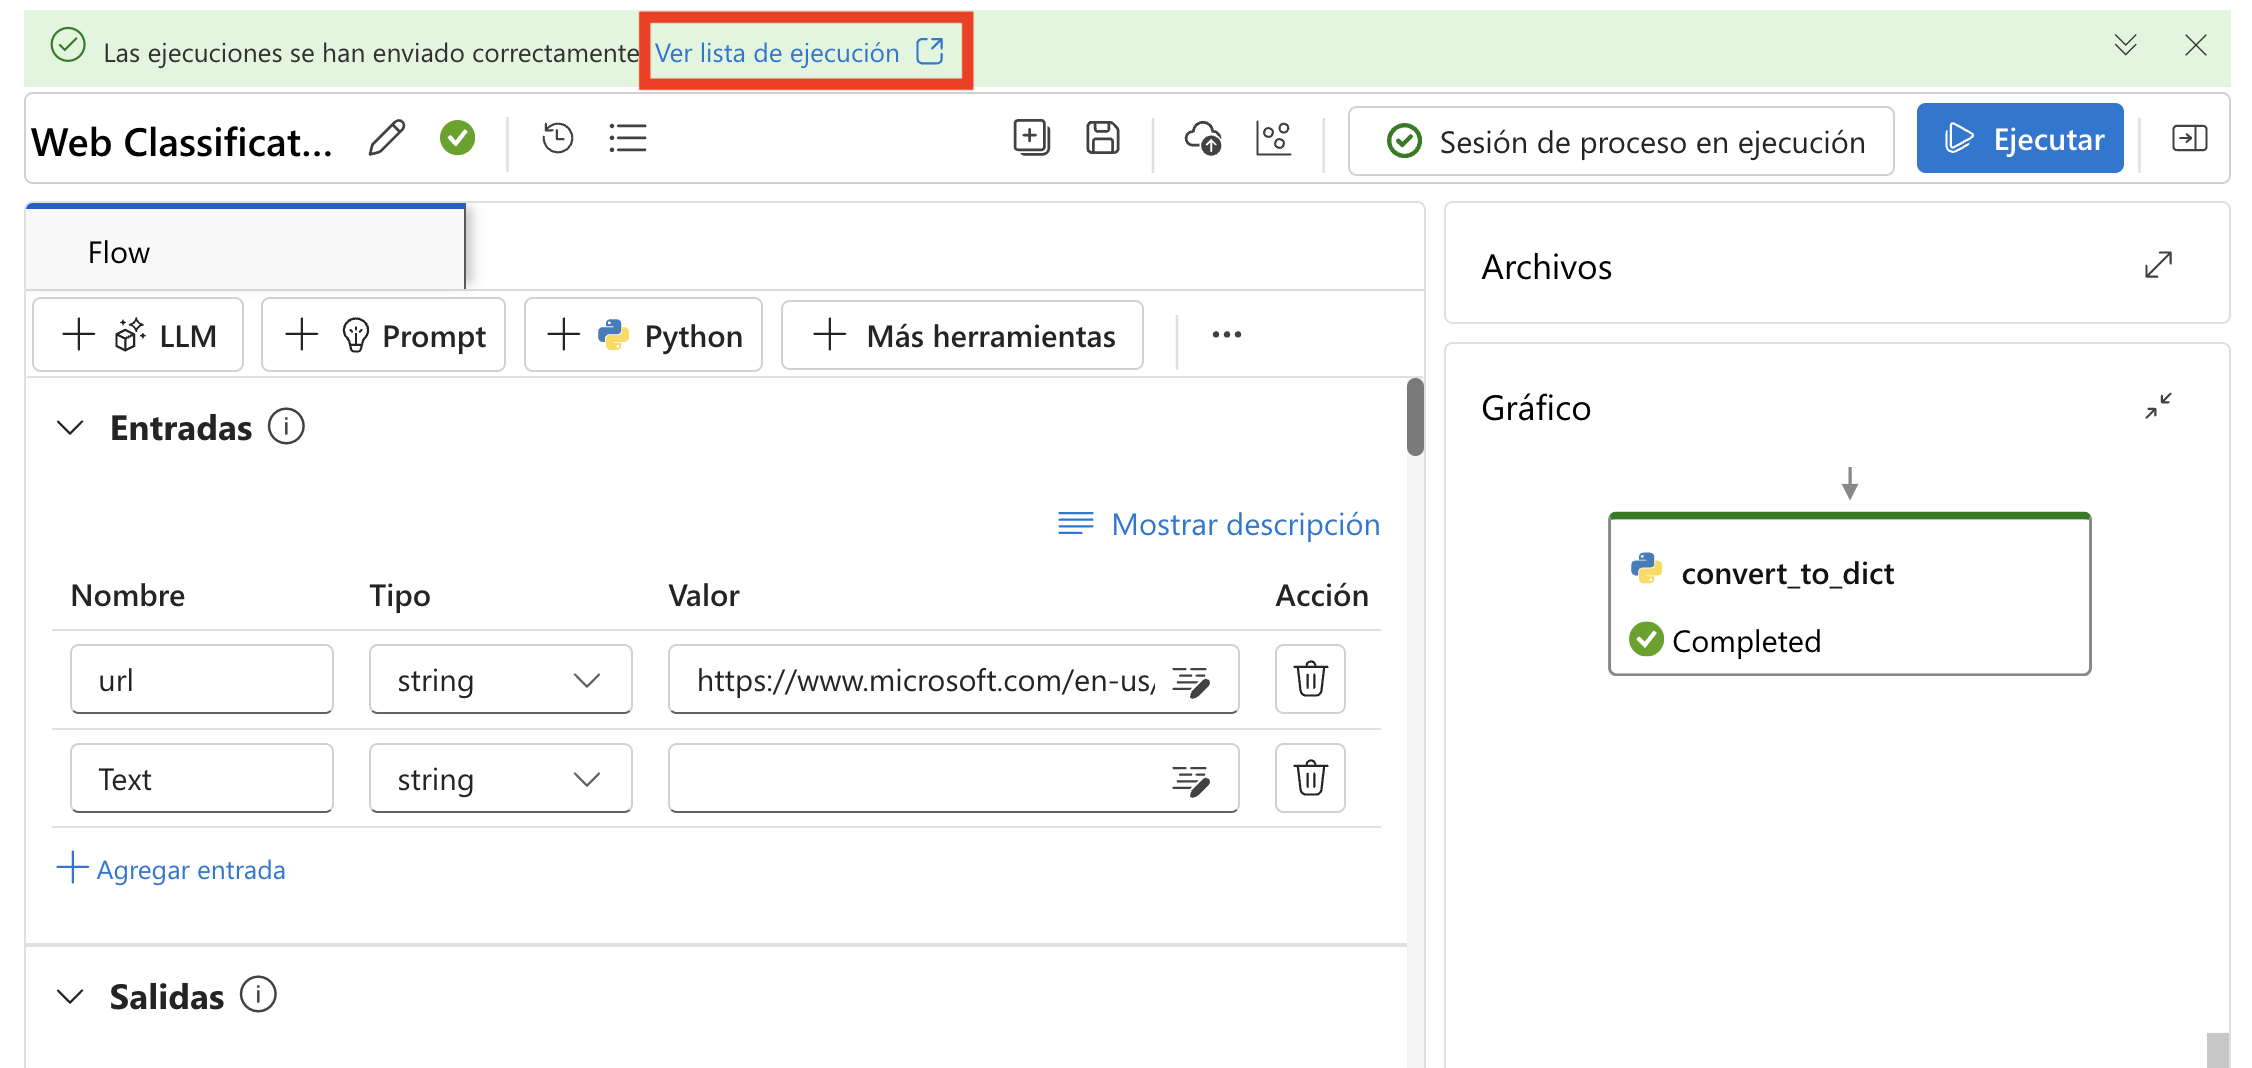 Las ejecuciones se han enviado correctamente Ver lista de ejecución
Web Classificat...
Sesión de proceso en ejecución
Ejecutar
Flow
LLM
Prompt
Python
Más herramientas
Entradas
Mostrar descripción
Nombre Tipo Valor Acción
url string https://www.microsoft.com/en-us/
Text string
Agregar entrada
Salidas
Archivos
Gráfico
convert_to_dict
Completed